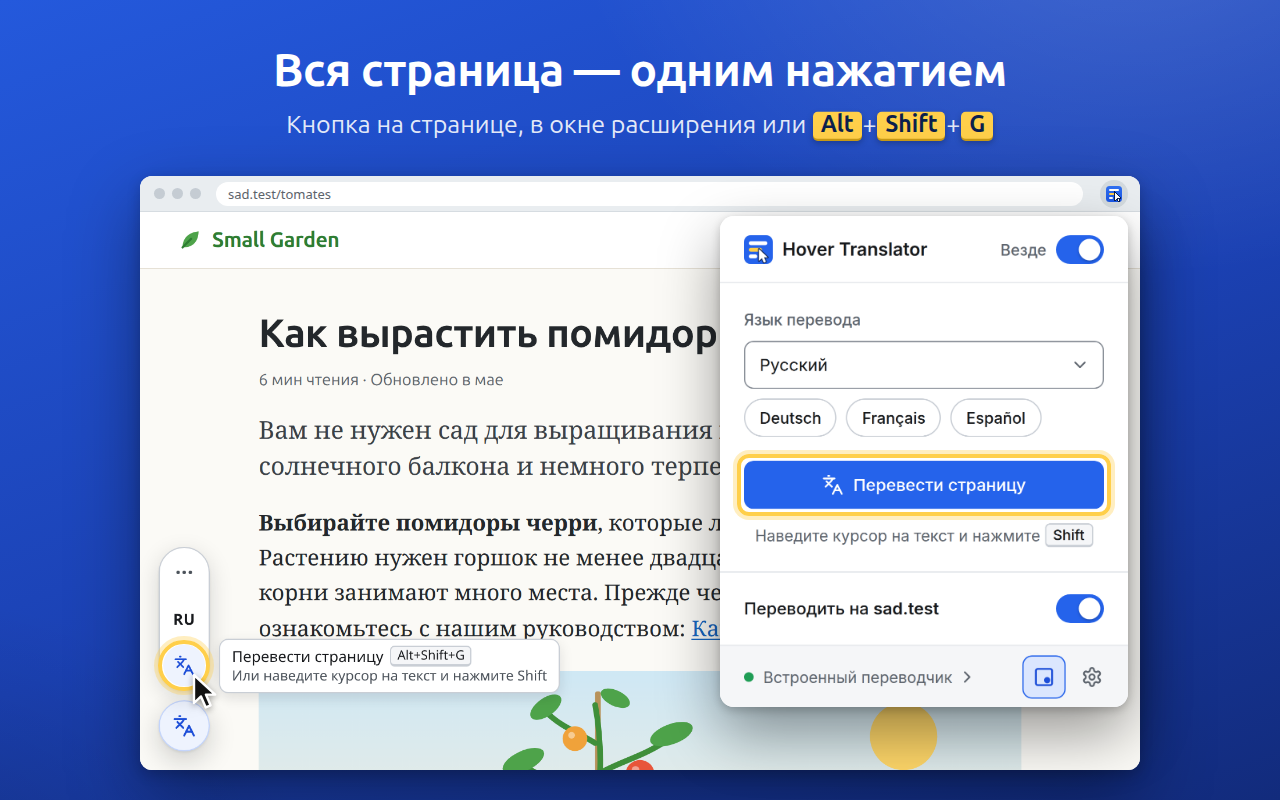 Вся страница — одним нажатием
Кнопка на странице, в окне расширения или Alt+Shift+G
sad.test/tomates
Small Garden
Как вырастить помидор
6 мин чтения · Обновлено в мае
Вам не нужен сад для выращивания
солнечного балкона и немного терпе
Выбирайте помидоры черри, которые л
Растению нужен горшок не менее двадца
корни занимают много места. Прежде че
ознакомьтесь с нашим руководством: Ка
RU
Перевести страницу Alt+Shift+G
Или наведите курсор на текст и нажмите Shift
Hover Translator
Везде
Язык перевода
Русский
Deutsch
Français
Español
Перевести страницу
Наведите курсор на текст и нажмите Shift
Переводить на sad.test
Встроенный переводчик